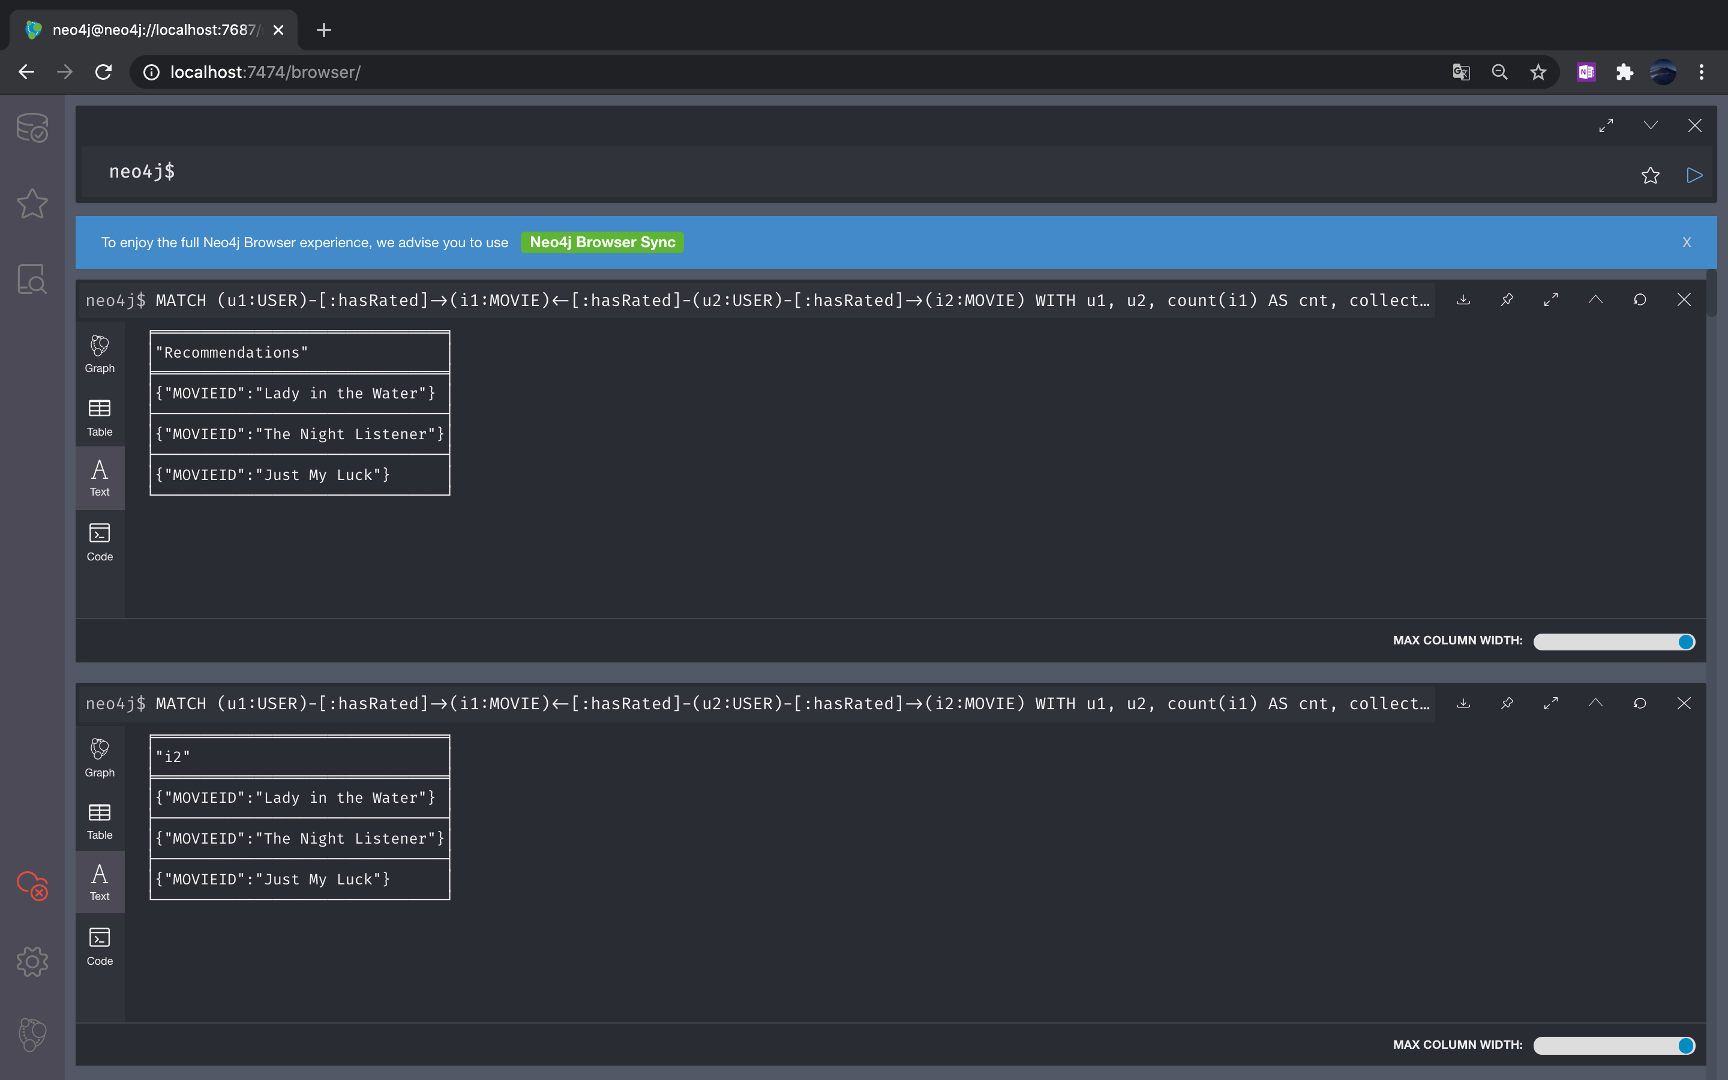 neo4j@neo4j://localhost:7687/
localhost:7474/browser/
neo4j$
To enjoy the full Neo4j Browser experience, we advise you to use Neo4j Browser Sync
X
neo4j$ MATCH (u1:USER)-[:hasRated]→(i1:MOVIE)←[:hasRated]-(u2:USER)-[:hasRated]→(i2:MOVIE) WITH u1, u2, count(i1) AS cnt, collect…
Graph
Table
Text
Code
"Recommendations"
{"MOVIEID":"Lady in the Water"}
{"MOVIEID":"The Night Listener"}
{"MOVIEID":"Just My Luck"}
MAX COLUMN WIDTH:
neo4j$ MATCH (u1:USER)-[:hasRated]→(i1:MOVIE)←[:hasRated]-(u2:USER)-[:hasRated]→(i2:MOVIE) WITH u1, u2, count(i1) AS cnt, collect…
Graph
Table
Text
Code
"i2"
{"MOVIEID":"Lady in the Water"}
{"MOVIEID":"The Night Listener"}
{"MOVIEID":"Just My Luck"}
MAX COLUMN WIDTH: